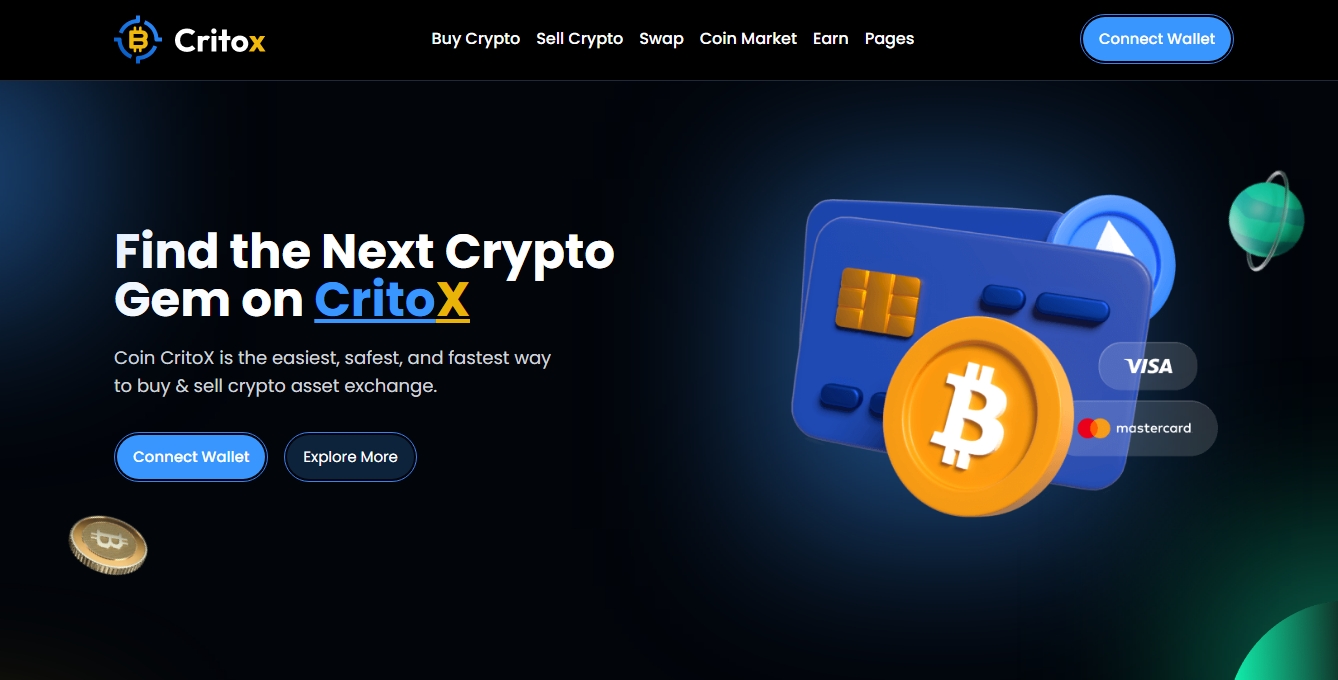 Critox
Buy Crypto Sell Crypto Swap Coin Market Earn Pages
Connect Wallet
Find the Next Crypto
Gem on CritoX
Coin CritoX is the easiest, safest, and fastest way
to buy & sell crypto asset exchange.
Connect Wallet
Explore More
VISA
mastercard